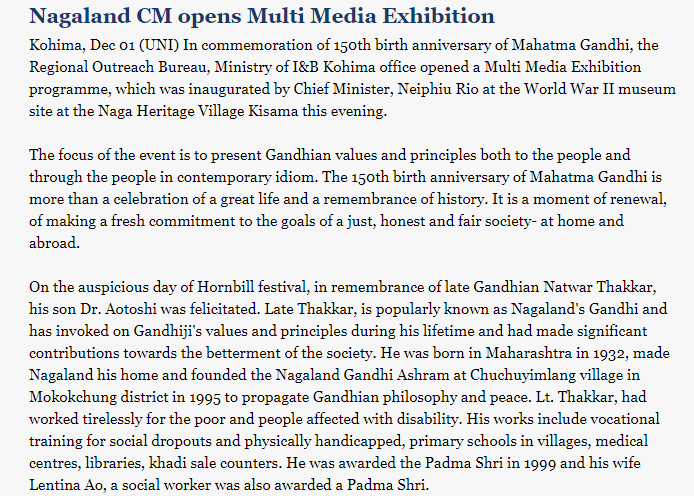 Nagaland CM opens Multi Media Exhibition
Kohima, Dec 01 (UNI) In commemoration of 150th birth anniversary of Mahatma Gandhi, the
Regional Outreach Bureau, Ministry of I&B Kohima office opened a Multi Media Exhibition
programme, which was inaugurated by Chief Minister, Neiphiu Rio at the World War II museum
site at the Naga Heritage Village Kisama this evening.
The focus of the event is to present Gandhian values and principles both to the people and
through the people in contemporary idiom. The 150th birth anniversary of Mahatma Gandhi is
more than a celebration of a great life and a remembrance of history. It is a moment of renewal,
of making a fresh commitment to the goals of a just, honest and fair society- at home and
abroad.
On the auspicious day of Hornbill festival, in remembrance of late Gandhian Natwar Thakkar,
his son Dr. Aotoshi was felicitated. Late Thakkar, is popularly known as Nagaland's Gandhi and
has invoked on Gandhiji's values and principles during his lifetime and had made significant
contributions towards the betterment of the society. He was born in Maharashtra in 1932, made
Nagaland his home and founded the Nagaland Gandhi Ashram at Chuchuyimlang village in
Mokokchung district in 1995 to propagate Gandhian philosophy and peace. Lt. Thakkar, had
worked tirelessly for the poor and people affected with disability. His works include vocational
training for social dropouts and physically handicapped, primary schools in villages, medical
centres, libraries, khadi sale counters. He was awarded the Padma Shri in 1999 and his wife
Lentina Ao, a social worker was also awarded a Padma Shri.